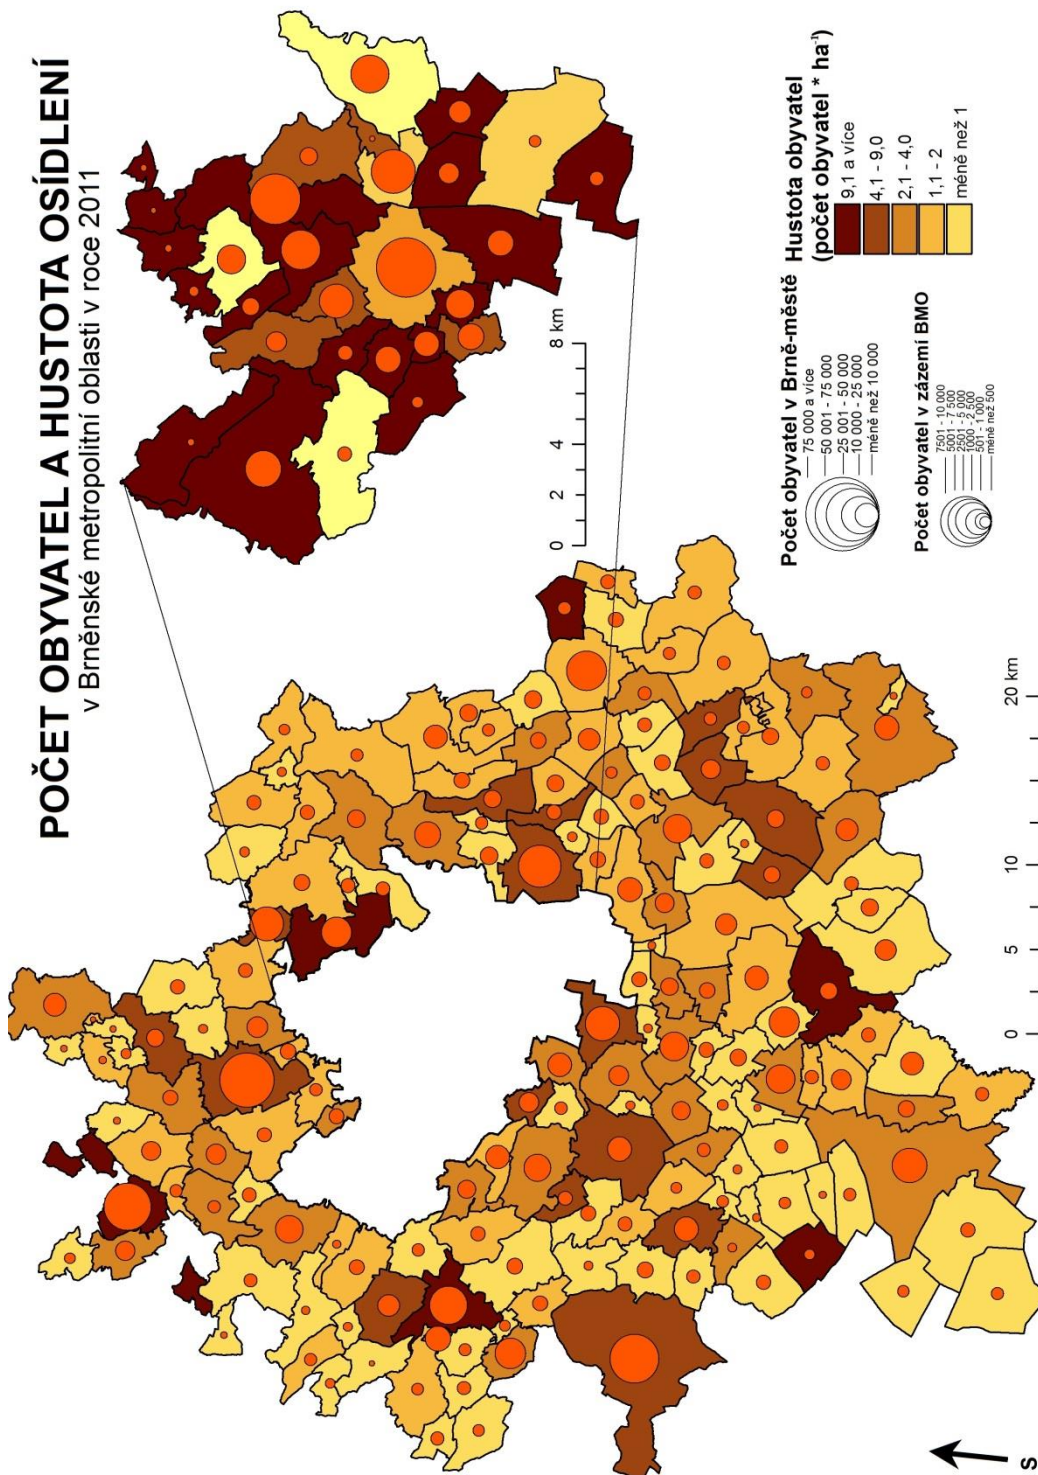 POČET OBYVATEL A HUSTOTA OSÍDLENÍ
v Brněnské metropolitní oblasti v roce 2011
0 2 4 8 km
0 5 10 20 km
Počet obyvatel v Brně-městě
75 000 a více
50 001 - 75 000
25 001 - 50 000
10 000 - 25 000
méně než 10 000
Počet obyvatel v zázemí BMO
7501 - 10 000
5001 - 7 500
2501 - 5 000
1000 - 2 500
501 - 1 000
méně než 500
Hustota obyvatel
(počet obyvatel * ha⁻¹)
9,1 a více
4,1 - 9,0
2,1 - 4,0
1,1 - 2
méně než 1
S